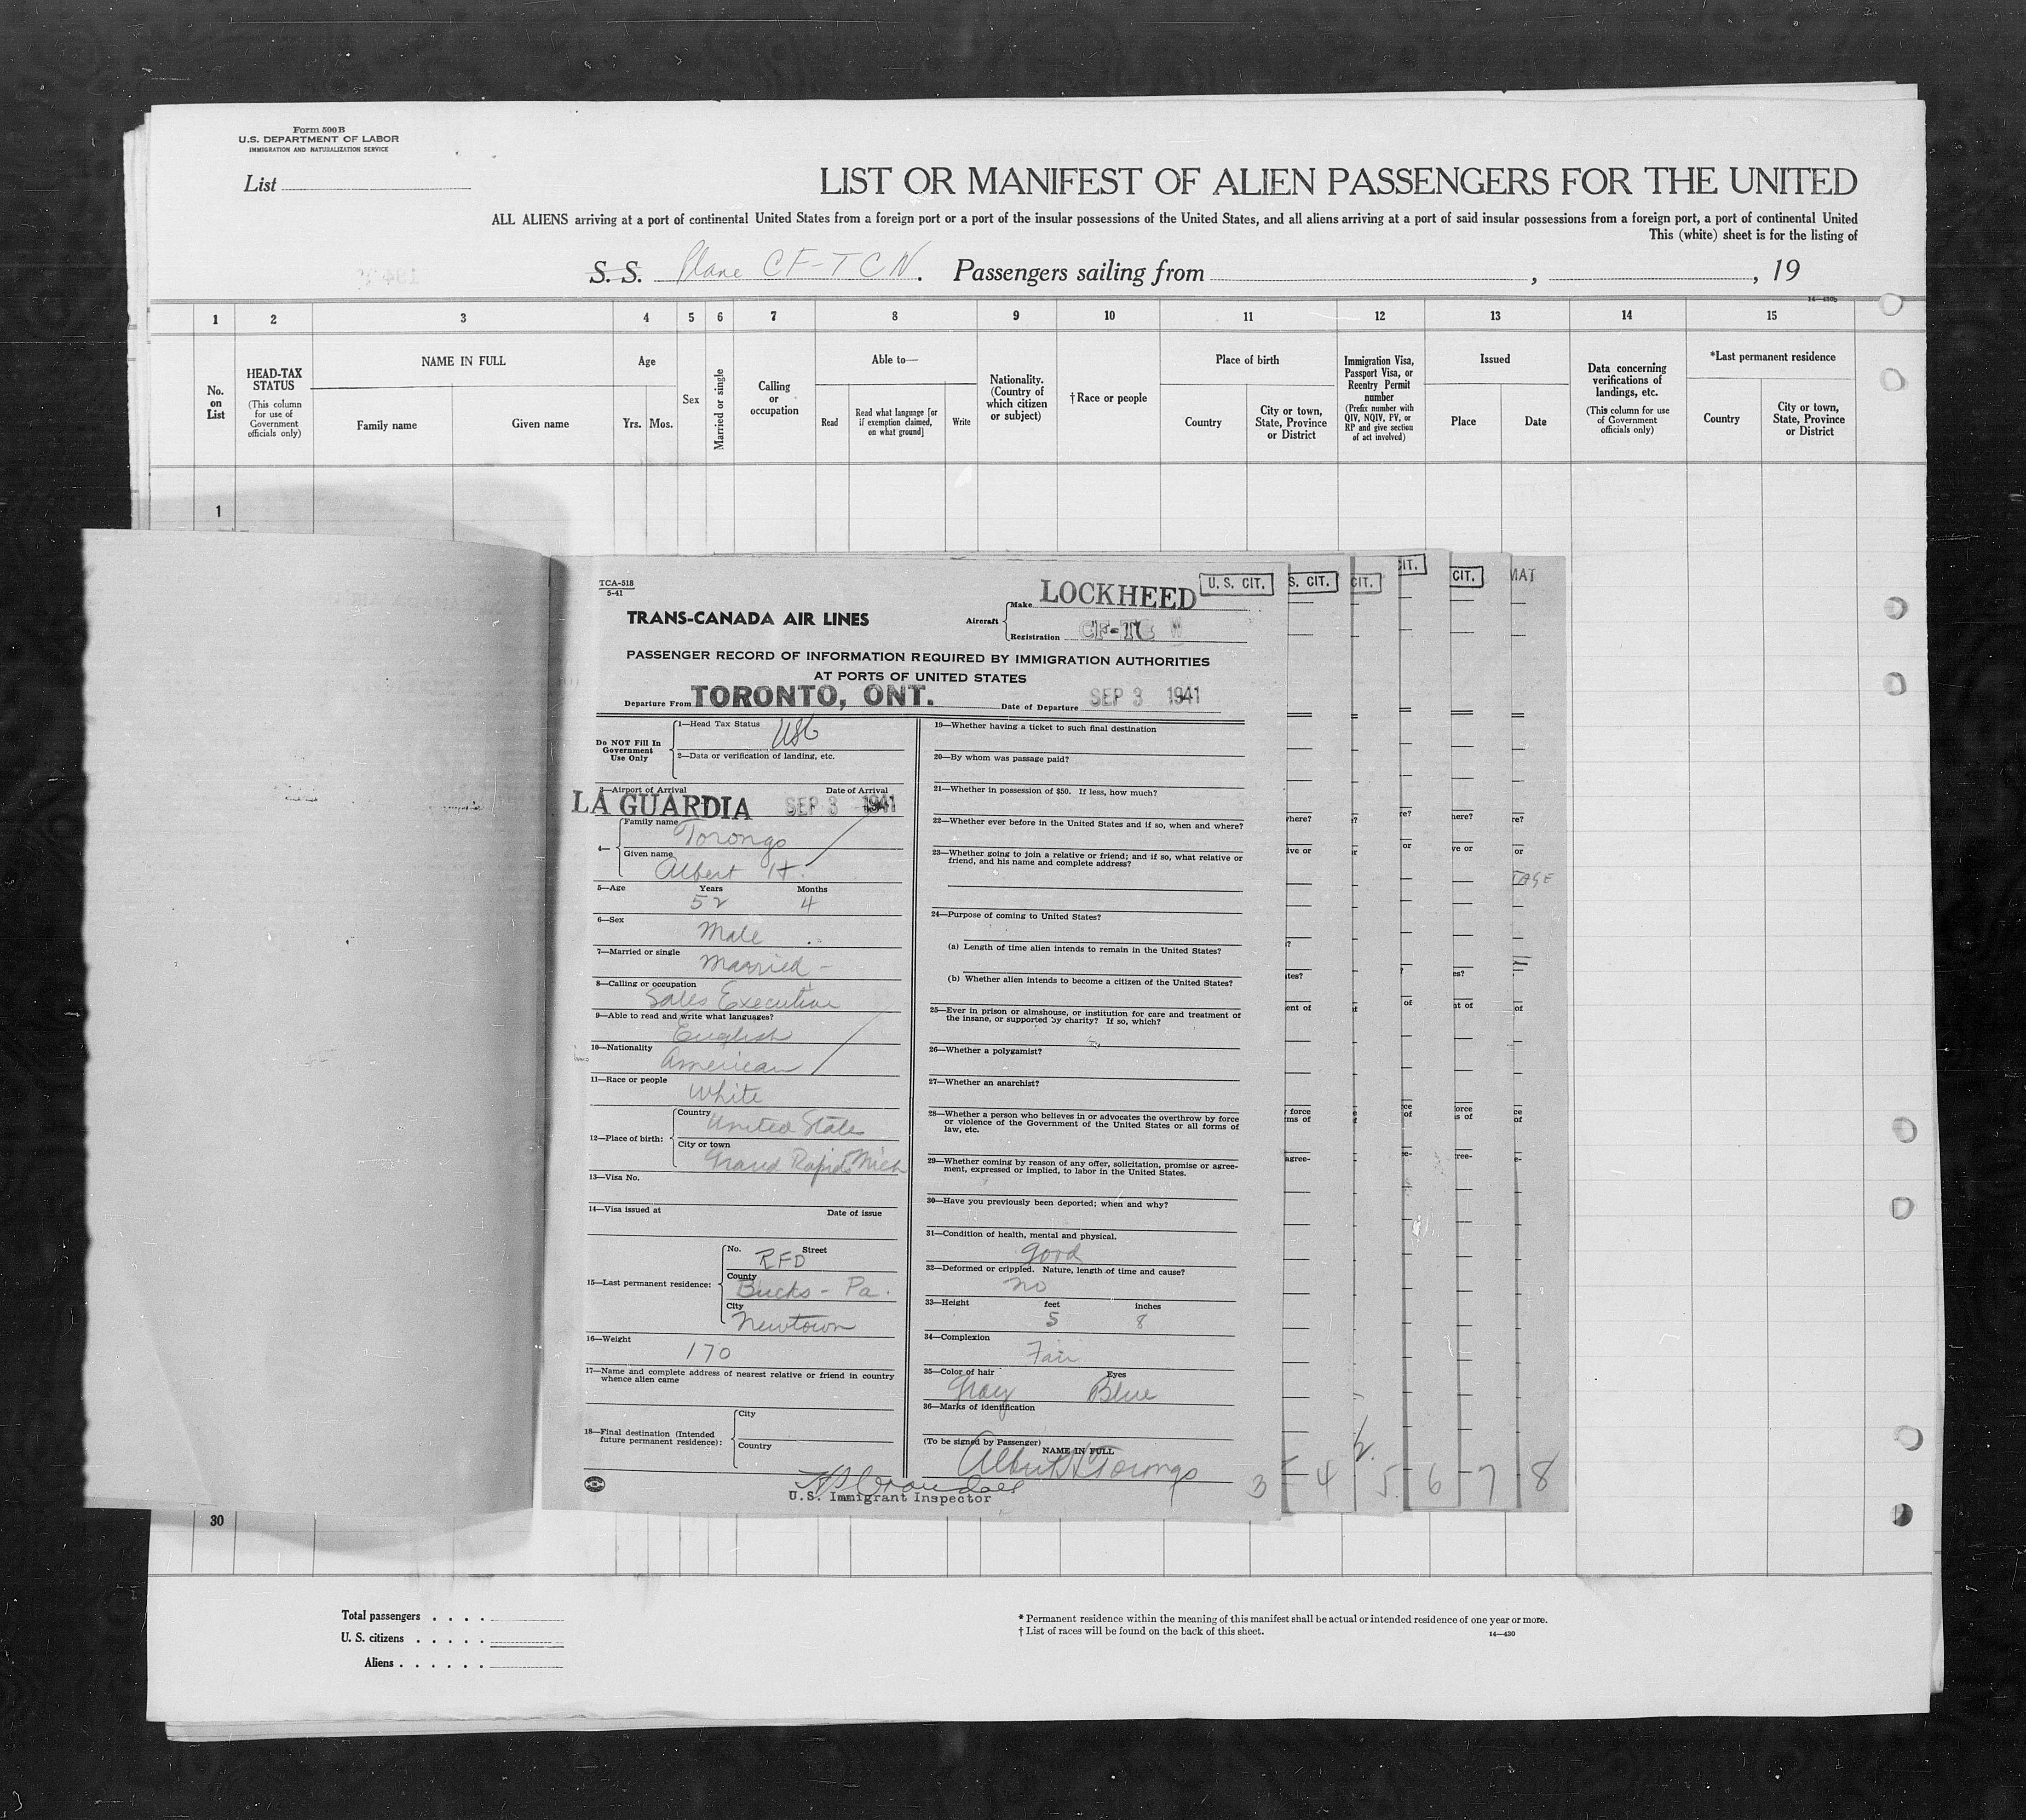 Form 500 B
U.S. DEPARTMENT OF LABOR
IMMIGRATION AND NATURALIZATION SERVICE
List
LIST OR MANIFEST OF ALIEN PASSENGERS FOR THE UNITED
ALL ALIENS arriving at a port of continental United States from a foreign port or a port of the insular possessions of the United States, and all aliens arriving at a port of said insular possessions from a foreign port, a port of continental United
This (white) sheet is for the listing of
S. S. Plane CF-TCN. Passengers sailing from , , 19
14—430b
1 2 3 4 5 6 7 8 9 10 11 12 13 14 15
No. on List
HEAD-TAX STATUS
(This column for use of Government officials only)
NAME IN FULL
Family name Given name
Age
Yrs. Mos.
Sex
Married or single
Calling or occupation
Able to—
Read
Read what language [or if exemption claimed, on what ground]
Write
Nationality. (Country of which citizen or subject)
†Race or people
Place of birth
Country
City or town, State, Province or District
Immigration Visa, Passport Visa, or Reentry Permit number
(Prefix number with QIV, NQIV, PV, or RP and give section of act involved)
Issued
Place Date
Data concerning verifications of landings, etc.
(This column for use of Government officials only)
*Last permanent residence
Country
City or town, State, Province or District
1
TCA-518
5-41
TRANS-CANADA AIR LINES
Aircraft
Make LOCKHEED
Registration CF-TC N
U. S. CIT. S. CIT. CIT. CIT. CIT. MAT
PASSENGER RECORD OF INFORMATION REQUIRED BY IMMIGRATION AUTHORITIES
AT PORTS OF UNITED STATES
Departure From TORONTO, ONT. Date of Departure SEP 3 1941
Do NOT Fill In Government Use Only
1—Head Tax Status USC
2—Data or verification of landing, etc.
3—Airport of Arrival Date of Arrival
LA GUARDIA SEP 3 1941
4— Family name Torongo
Given name Albert H.
5—Age Years Months
52 4
6—Sex Male
7—Married or single Married -
8—Calling or occupation
Sales Executive
9—Able to read and write what languages?
English
10—Nationality American
11—Race or people White
12—Place of birth:
Country United States
City or town
Grand Rapids Mich
13—Visa No.
14—Visa issued at Date of issue
15—Last permanent residence:
No. Street
RFD
County
Bucks - Pa.
City
Newtown
16—Weight 170
17—Name and complete address of nearest relative or friend in country
whence alien came
18—Final destination (Intended
future permanent residence):
City
Country
19—Whether having a ticket to such final destination
20—By whom was passage paid?
21—Whether in possession of $50. If less, how much?
22—Whether ever before in the United States and if so, when and where?
23—Whether going to join a relative or friend; and if so, what relative or
friend, and his name and complete address?
24—Purpose of coming to United States?
(a) Length of time alien intends to remain in the United States?
(b) Whether alien intends to become a citizen of the United States?
25—Ever in prison or almshouse, or institution for care and treatment of
the insane, or supported by charity? If so, which?
26—Whether a polygamist?
27—Whether an anarchist?
28—Whether a person who believes in or advocates the overthrow by force
or violence of the Government of the United States or all forms of
law, etc.
29—Whether coming by reason of any offer, solicitation, promise or agree-
ment, expressed or implied, to labor in the United States.
30—Have you previously been deported; when and why?
31—Condition of health, mental and physical.
Good
32—Deformed or crippled. Nature, length of time and cause?
no
33—Height feet inches
5 8
34—Complexion
Fair
35—Color of hair Eyes
Gray Blue
36—Marks of identification
(To be signed by Passenger)
NAME IN FULL
Albert H Torongo
U.S. Immigrant Inspector
3 4 5 6 7 8
30
Total passengers . . . .
U. S. citizens . . . . .
Aliens . . . . . .
* Permanent residence within the meaning of this manifest shall be actual or intended residence of one year or more.
† List of races will be found on the back of this sheet.
14—430